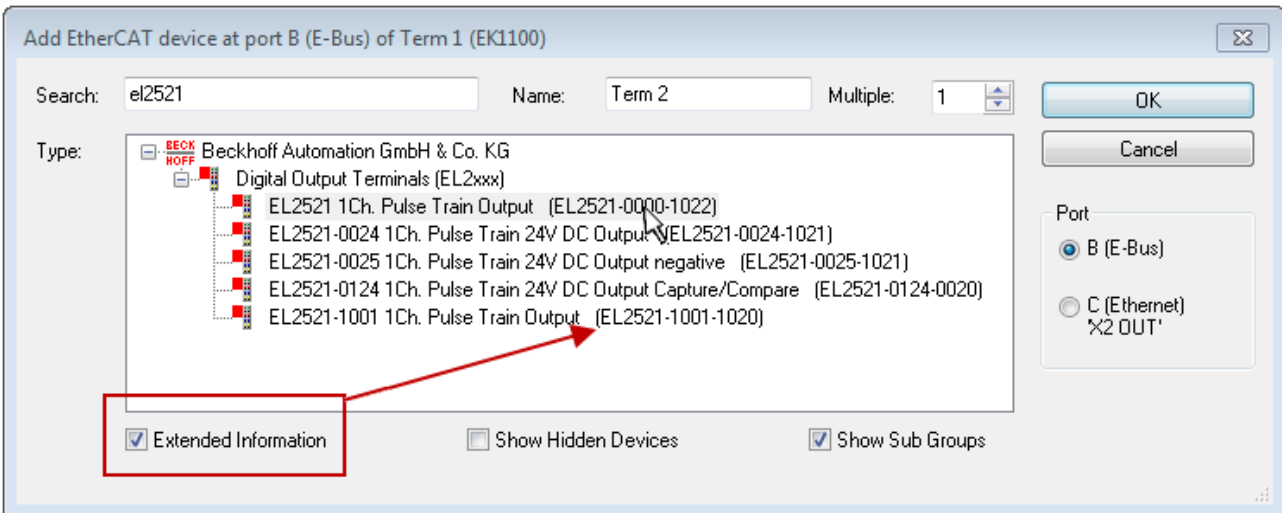 Add EtherCAT device at port B (E-Bus) of Term 1 (EK1100)
Search: el2521 Name: Term 2 Multiple: 1 OK
Type: BECKHOFF Beckhoff Automation GmbH & Co. KG Cancel
Digital Output Terminals (EL2xxx)
EL2521 1Ch. Pulse Train Output (EL2521-0000-1022)
EL2521-0024 1Ch. Pulse Train 24V DC Output (EL2521-0024-1021)
EL2521-0025 1Ch. Pulse Train 24V DC Output negative (EL2521-0025-1021)
EL2521-0124 1Ch. Pulse Train 24V DC Output Capture/Compare (EL2521-0124-0020)
EL2521-1001 1Ch. Pulse Train Output (EL2521-1001-1020)
Port
B (E-Bus)
C (Ethernet)
'X2 OUT'
Extended Information Show Hidden Devices Show Sub Groups